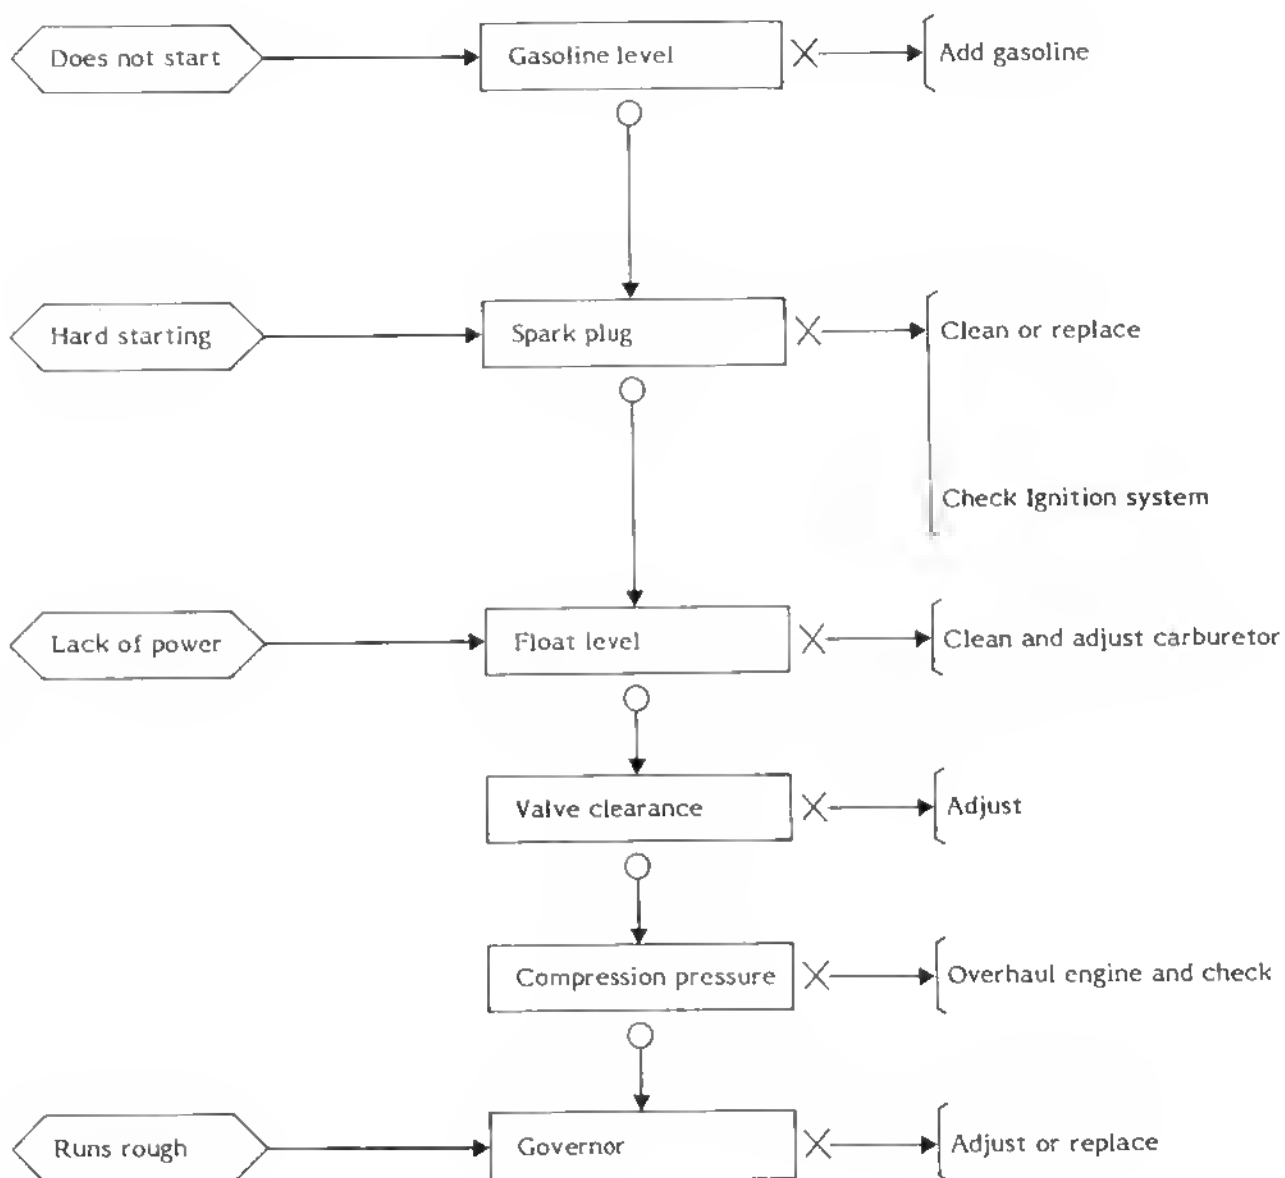 Does not start
Gasoline level
Add gasoline
Hard starting
Spark plug
Clean or replace
Check Ignition system
Lack of power
Float level
Clean and adjust carburetor
Valve clearance
Adjust
Compression pressure
Overhaul engine and check
Runs rough
Governor
Adjust or replace